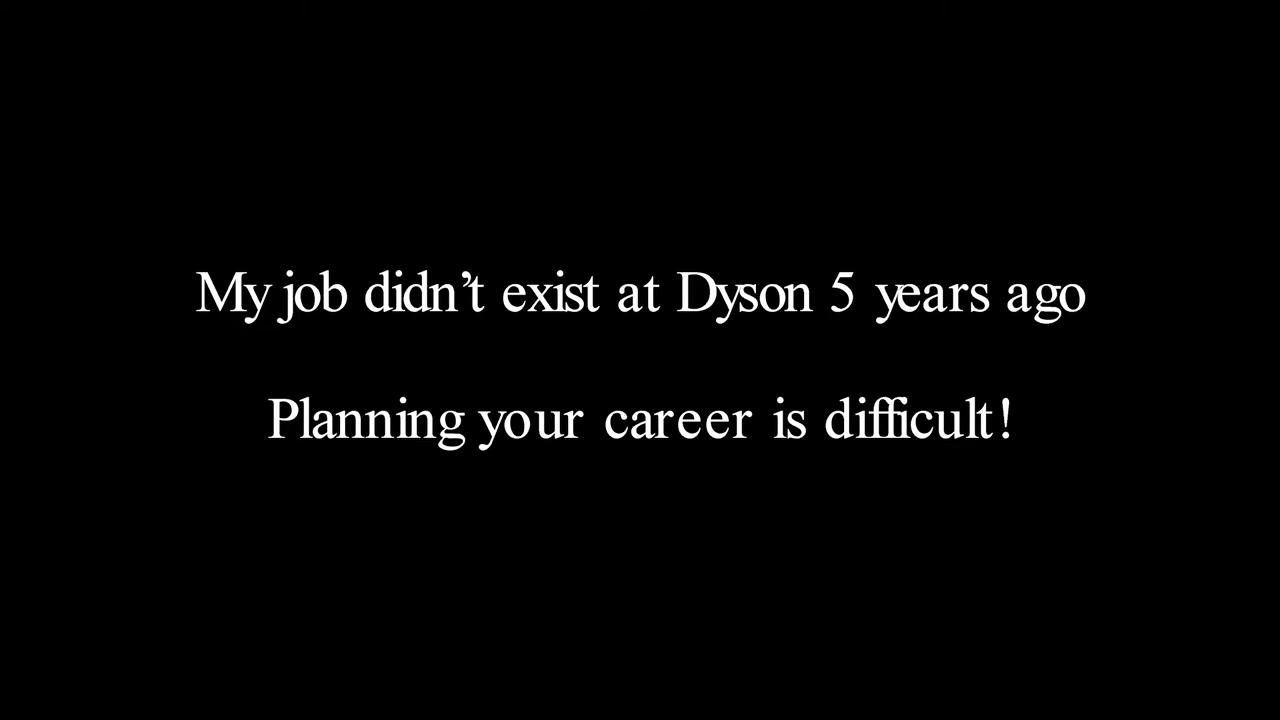 My job didn’t exist at Dyson 5 years ago
Planning your career is difficult!